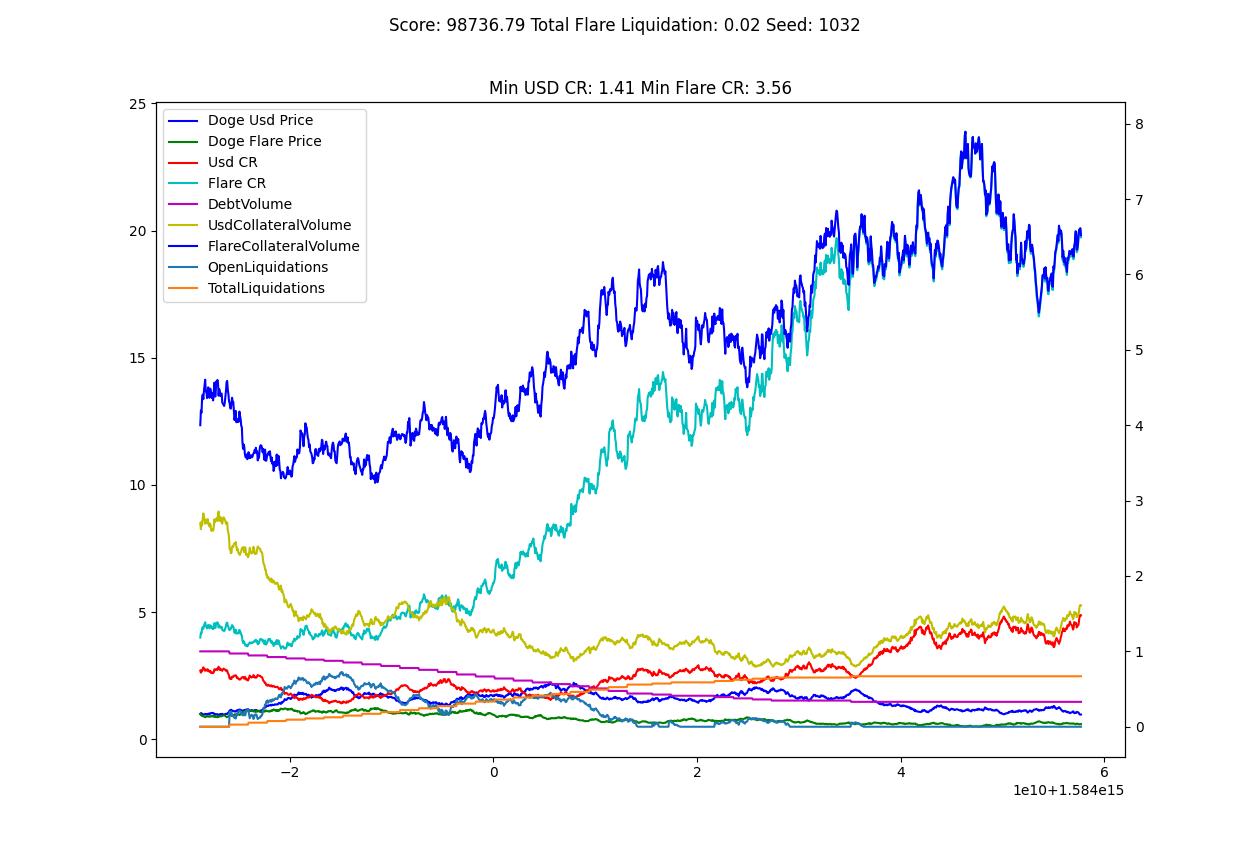 Score: 98736.79 Total Flare Liquidation: 0.02 Seed: 1032
Min USD CR: 1.41 Min Flare CR: 3.56
Doge Usd Price
Doge Flare Price
Usd CR
Flare CR
DebtVolume
UsdCollateralVolume
FlareCollateralVolume
OpenLiquidations
TotalLiquidations
25
20
15
10
5
0
8
7
6
5
4
3
2
1
0
−2
0
2
4
6
1e10+1.584e15